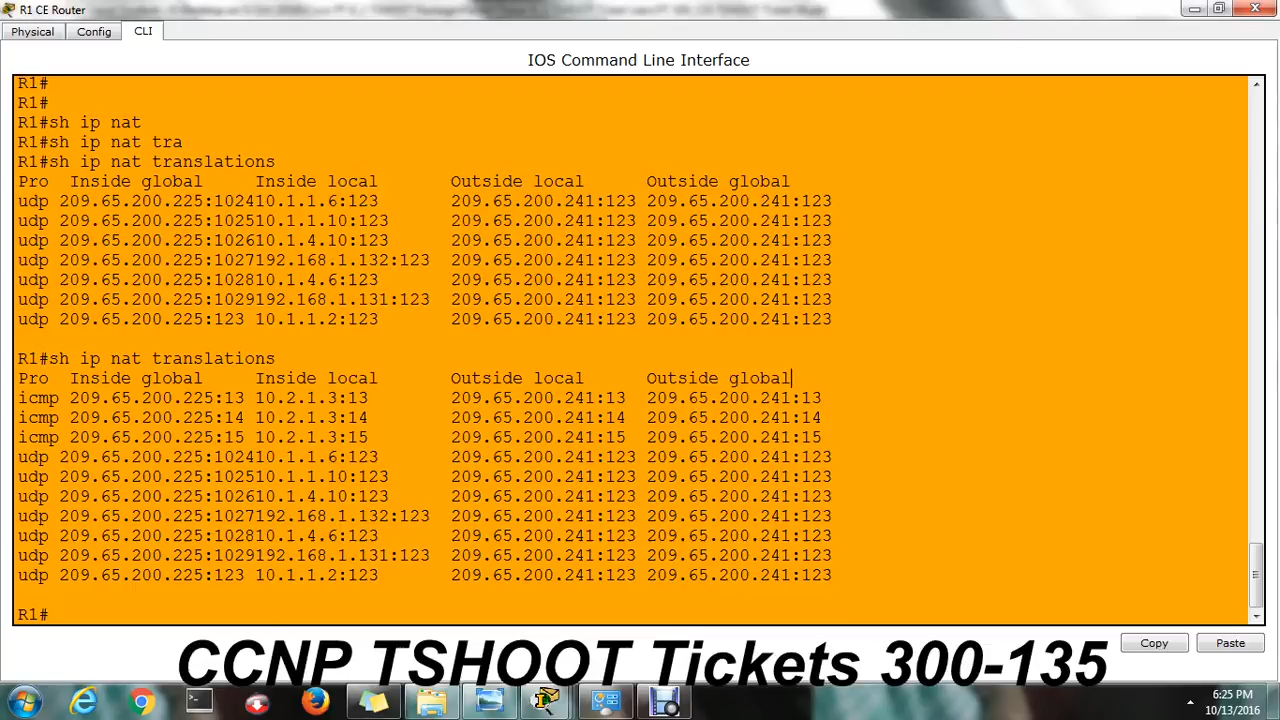 R1 CE Router
Physical Config CLI
IOS Command Line Interface
R1#
R1#
R1#sh ip nat
R1#sh ip nat tra
R1#sh ip nat translations
Pro Inside global Inside local Outside local Outside global
udp 209.65.200.225:102410.1.1.6:123 209.65.200.241:123 209.65.200.241:123
udp 209.65.200.225:102510.1.1.10:123 209.65.200.241:123 209.65.200.241:123
udp 209.65.200.225:102610.1.4.10:123 209.65.200.241:123 209.65.200.241:123
udp 209.65.200.225:1027192.168.1.132:123 209.65.200.241:123 209.65.200.241:123
udp 209.65.200.225:102810.1.4.6:123 209.65.200.241:123 209.65.200.241:123
udp 209.65.200.225:1029192.168.1.131:123 209.65.200.241:123 209.65.200.241:123
udp 209.65.200.225:123 10.1.1.2:123 209.65.200.241:123 209.65.200.241:123
R1#sh ip nat translations
Pro Inside global Inside local Outside local Outside global
icmp 209.65.200.225:13 10.2.1.3:13 209.65.200.241:13 209.65.200.241:13
icmp 209.65.200.225:14 10.2.1.3:14 209.65.200.241:14 209.65.200.241:14
icmp 209.65.200.225:15 10.2.1.3:15 209.65.200.241:15 209.65.200.241:15
udp 209.65.200.225:102410.1.1.6:123 209.65.200.241:123 209.65.200.241:123
udp 209.65.200.225:102510.1.1.10:123 209.65.200.241:123 209.65.200.241:123
udp 209.65.200.225:102610.1.4.10:123 209.65.200.241:123 209.65.200.241:123
udp 209.65.200.225:1027192.168.1.132:123 209.65.200.241:123 209.65.200.241:123
udp 209.65.200.225:102810.1.4.6:123 209.65.200.241:123 209.65.200.241:123
udp 209.65.200.225:1029192.168.1.131:123 209.65.200.241:123 209.65.200.241:123
udp 209.65.200.225:123 10.1.1.2:123 209.65.200.241:123 209.65.200.241:123
R1#
Copy Paste
CCNP TSHOOT Tickets 300-135
6:25 PM
10/13/2016